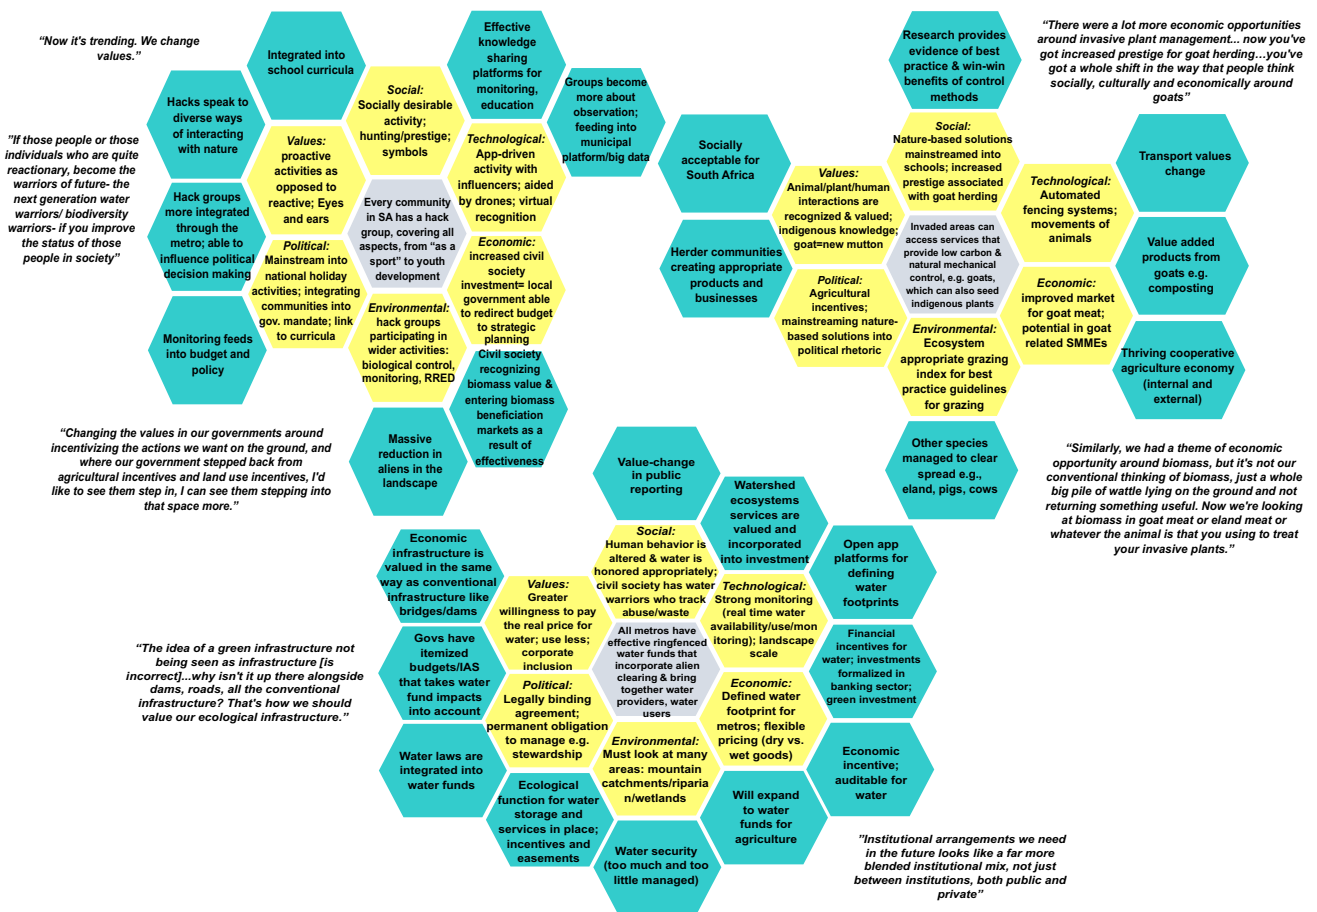 “Now it's trending. We change
values.”
Integrated into
school curricula
Effective
knowledge
sharing
platforms for
monitoring,
education
Groups become
more about
observation;
feeding into
municipal
platform/big data
Hacks speak to
diverse ways
of interacting
with nature
Social:
Socially desirable
activity;
hunting/prestige;
symbols
”If those people or those
individuals who are quite
reactionary, become the
warriors of future- the
next generation water
warriors/ biodiversity
warriors- if you improve
the status of those
people in society”
Values:
proactive
activities as
opposed to
reactive; Eyes
and ears
Technological:
App-driven
activity with
influencers; aided
by drones; virtual
recognition
Hack groups
more integrated
through the
metro; able to
influence political
decision making
Every community
in SA has a hack
group, covering all
aspects, from “as a
sport” to youth
development
Political:
Mainstream into
national holiday
activities; integrating
communities into
gov. mandate; link
to curricula
Economic:
increased civil
society
investment= local
government able
to redirect budget
to strategic
planning
Environmental:
hack groups
participating in
wider activities:
biological control,
monitoring, RRED
Monitoring feeds
into budget and
policy
Civil society
recognizing
biomass value &
entering biomass
beneficiation
markets as a
result of
effectiveness
Massive
reduction in
aliens in the
landscape
“Changing the values in our governments around
incentivizing the actions we want on the ground, and
where our government stepped back from
agricultural incentives and land use incentives, I'd
like to see them step in, I can see them stepping into
that space more.”
Research provides
evidence of best
practice & win-win
benefits of control
methods
“There were a lot more economic opportunities
around invasive plant management... now you've
got increased prestige for goat herding...you've
got a whole shift in the way that people think
socially, culturally and economically around
goats”
Socially
acceptable for
South Africa
Social:
Nature-based solutions
mainstreamed into
schools; increased
prestige associated
with goat herding
Transport values
change
Values:
Animal/plant/human
interactions are
recognized & valued;
indigenous knowledge;
goat=new mutton
Technological:
Automated
fencing systems;
movements of
animals
Herder communities
creating appropriate
products and
businesses
Invaded areas can
access services that
provide low carbon &
natural mechanical
control, e.g. goats,
which can also seed
indigenous plants
Value added
products from
goats e.g.
composting
Political:
Agricultural
incentives;
mainstreaming nature-
based solutions into
political rhetoric
Economic:
improved market
for goat meat;
potential in goat
related SMMEs
Environmental:
Ecosystem
appropriate grazing
index for best
practice guidelines
for grazing
Thriving cooperative
agriculture economy
(internal and
external)
Other species
managed to clear
spread e.g.,
eland, pigs, cows
“Similarly, we had a theme of economic
opportunity around biomass, but it's not our
conventional thinking of biomass, just a whole
big pile of wattle lying on the ground and not
returning something useful. Now we're looking
at biomass in goat meat or eland meat or
whatever the animal is that you using to treat
your invasive plants.”
Value-change
in public
reporting
Watershed
ecosystems
services are
valued and
incorporated
into investment
Economic
infrastructure is
valued in the same
way as conventional
infrastructure like
bridges/dams
Social:
Human behavior is
altered & water is
honored appropriately;
civil society has water
warriors who track
abuse/waste
Open app
platforms for
defining
water
footprints
Values:
Greater
willingness to pay
the real price for
water; use less;
corporate
inclusion
Technological:
Strong monitoring
(real time water
availability/use/mon
itoring); landscape
scale
“The idea of a green infrastructure not
being seen as infrastructure [is
incorrect]...why isn't it up there alongside
dams, roads, all the conventional
infrastructure? That's how we should
value our ecological infrastructure.”
Govs have
itemized
budgets/IAS
that takes water
fund impacts
into account
All metros have
effective ringfenced
water funds that
incorporate alien
clearing & bring
together water
providers, water
users
Financial
incentives for
water; investments
formalized in
banking sector;
green investment
Political:
Legally binding
agreement;
permanent obligation
to manage e.g.
stewardship
Economic:
Defined water
footprint for
metros; flexible
pricing (dry vs.
wet goods)
Water laws are
integrated into
water funds
Environmental:
Must look at many
areas: mountain
catchments/riparia
n/wetlands
Economic
incentive;
auditable for
water
Ecological
function for water
storage and
services in place;
incentives and
easements
Will expand
to water
funds for
agriculture
Water security
(too much and too
little managed)
”Institutional arrangements we need
in the future looks like a far more
blended institutional mix, not just
between institutions, both public and
private”